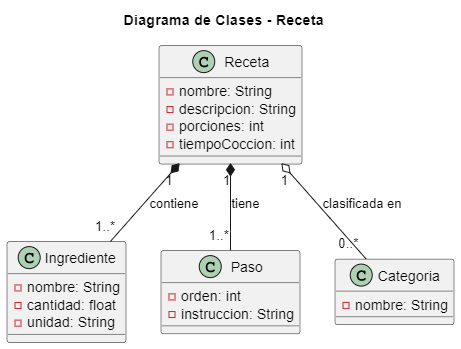 Diagrama de Clases - Receta
C Receta
nombre: String
descripcion: String
porciones: int
tiempoCoccion: int
1 1 1
contiene tiene clasificada en
1..* 1..* 0..*
C Ingrediente
nombre: String
cantidad: float
unidad: String
C Paso
orden: int
instruccion: String
C Categoria
nombre: String